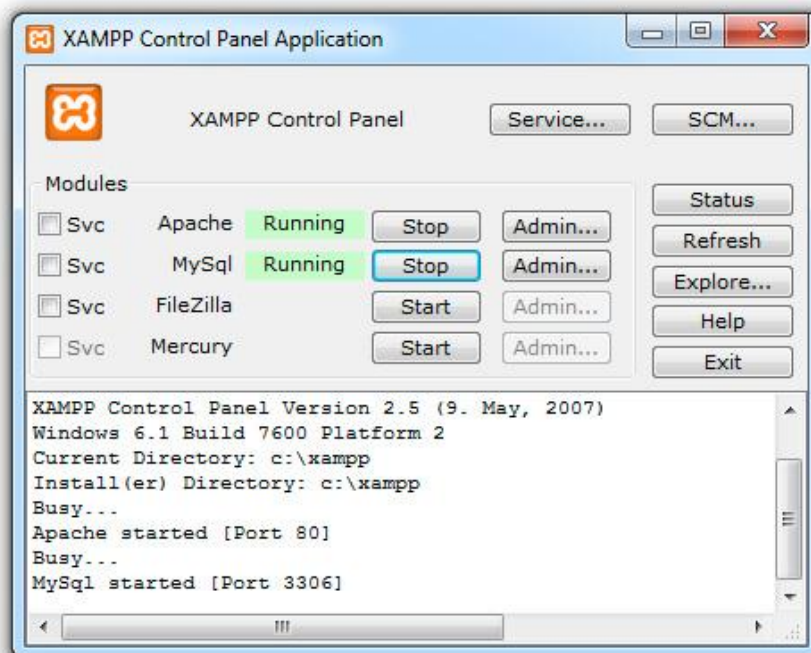 XAMPP Control Panel Application
XAMPP Control Panel Service... SCM...
Modules
Svc Apache Running Stop Admin...
Svc MySql Running Stop Admin...
Svc FileZilla Start Admin...
Svc Mercury Start Admin...
Status
Refresh
Explore...
Help
Exit
XAMPP Control Panel Version 2.5 (9. May, 2007)
Windows 6.1 Build 7600 Platform 2
Current Directory: c:\xampp
Install(er) Directory: c:\xampp
Busy...
Apache started [Port 80]
Busy...
MySql started [Port 3306]